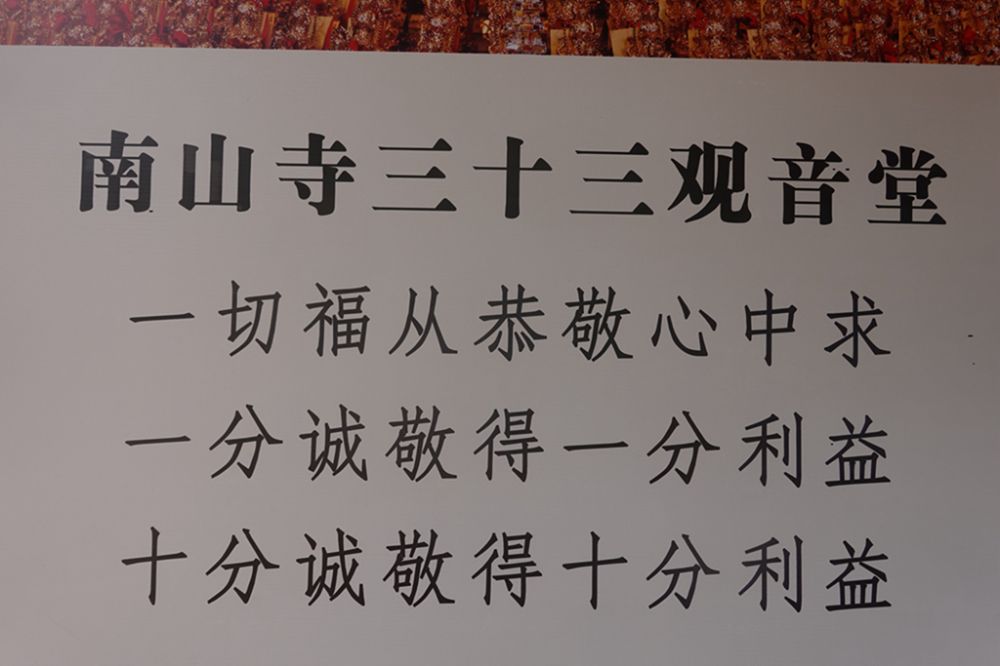 南山寺三十三观音堂
一切福从恭敬心中求
一分诚敬得一分利益
十分诚敬得十分利益